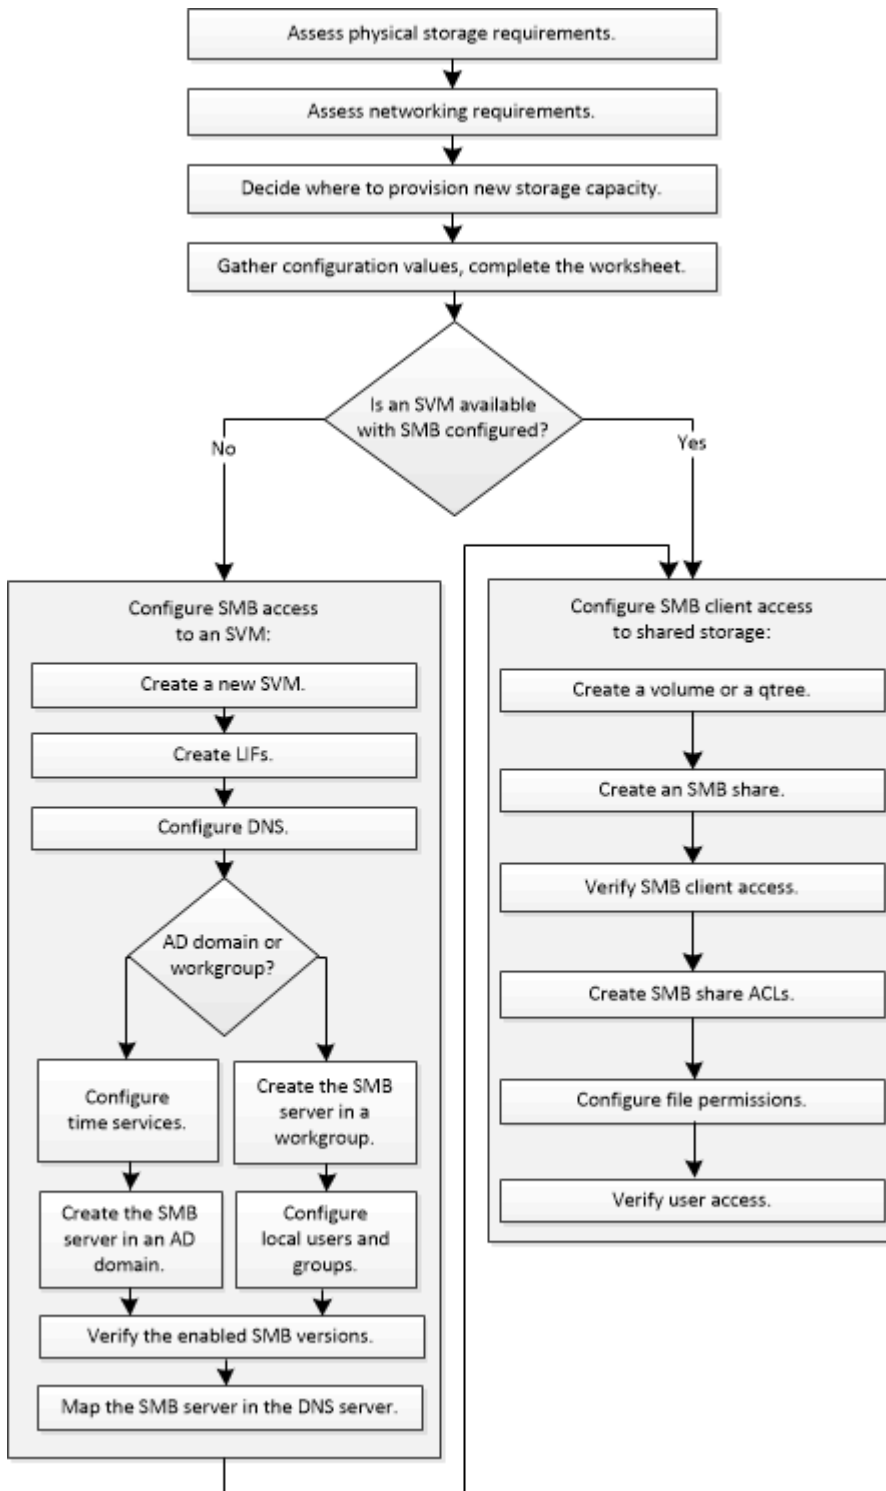 Assess physical storage requirements.
Assess networking requirements.
Decide where to provision new storage capacity.
Gather configuration values, complete the worksheet.
Is an SVM available
with SMB configured?
No
Yes
Configure SMB access
to an SVM:
Create a new SVM.
Create LIFs.
Configure DNS.
AD domain or
workgroup?
Configure
time services.
Create the SMB
server in a
workgroup.
Create the SMB
server in an AD
domain.
Configure
local users and
groups.
Verify the enabled SMB versions.
Map the SMB server in the DNS server.
Configure SMB client access
to shared storage:
Create a volume or a qtree.
Create an SMB share.
Verify SMB client access.
Create SMB share ACLs.
Configure file permissions.
Verify user access.